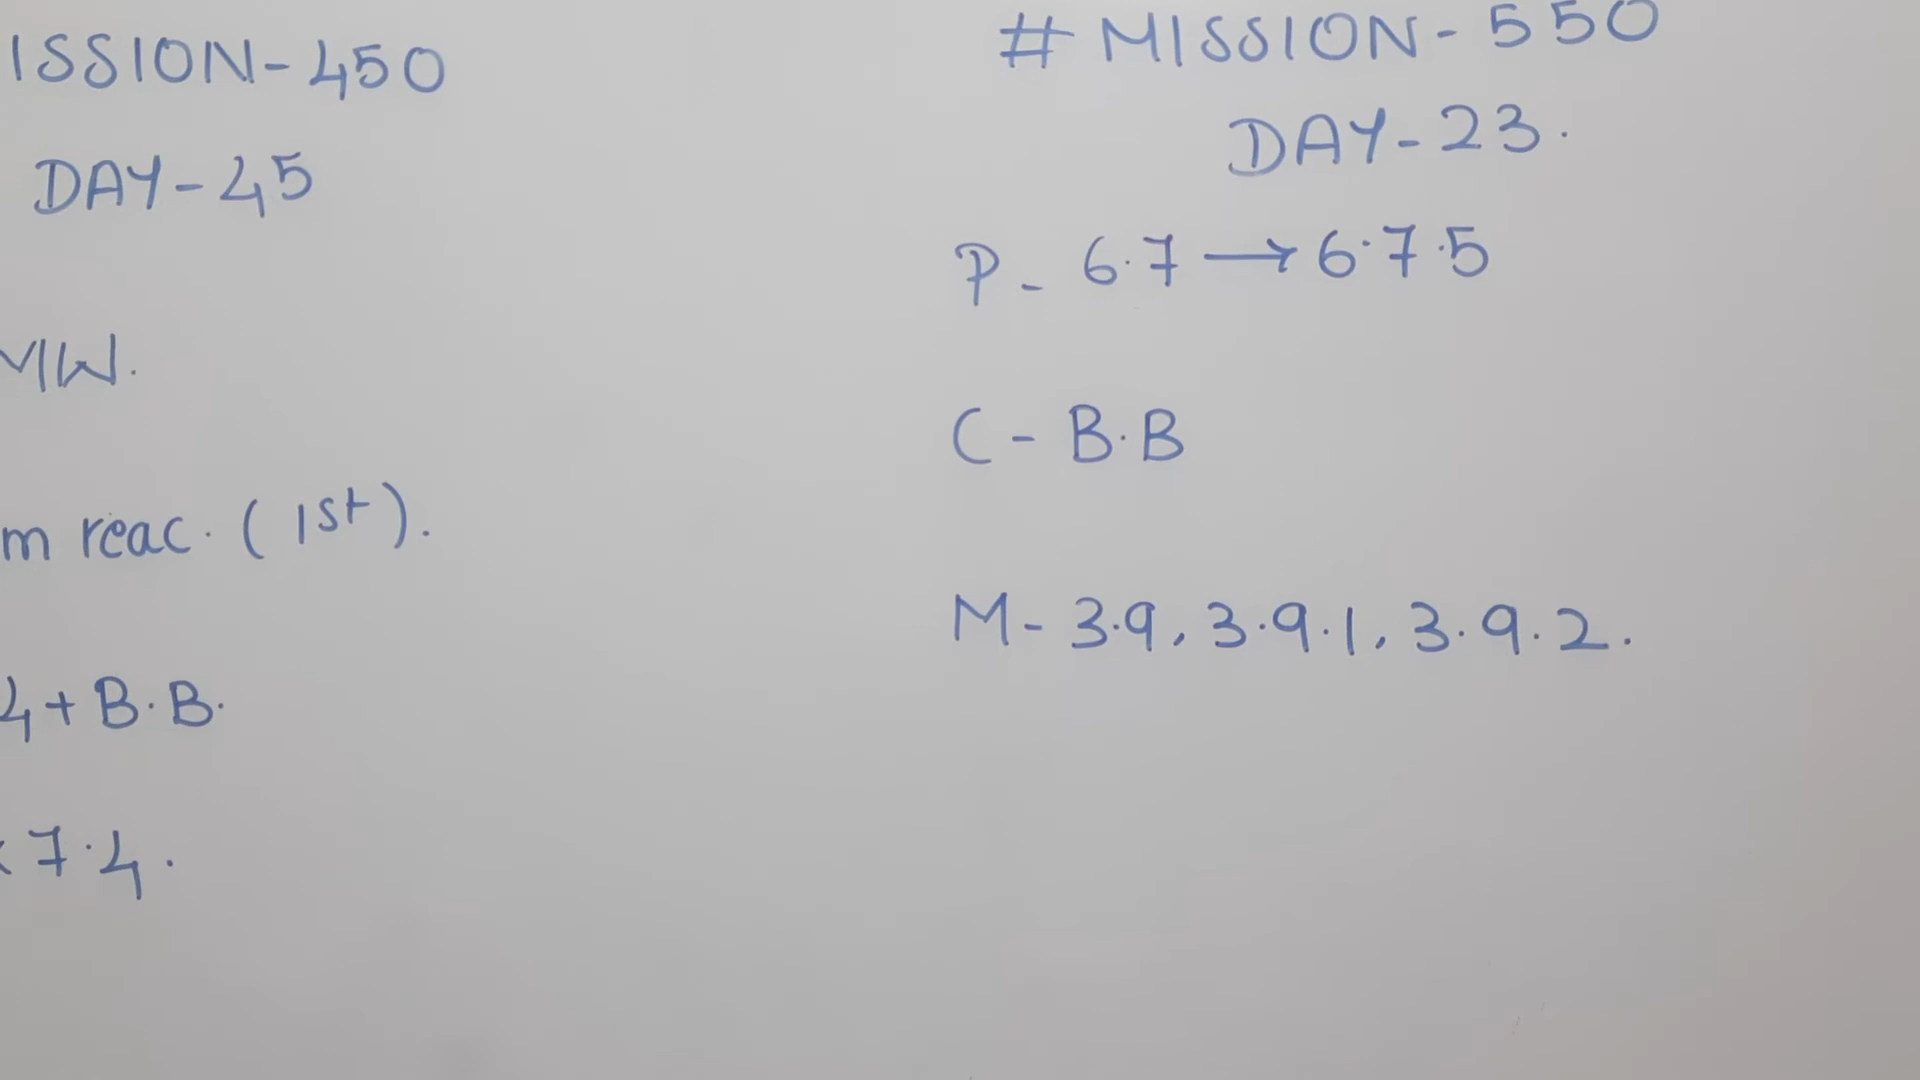 ISSION-450
DAY-45
MW.
m reac. (1st).
4+B.B.
7.4.
# MISSION-550
DAY-23.
P- 6.7 → 6.7.5
C- B.B
M- 3.9, 3.9.1, 3.9.2.